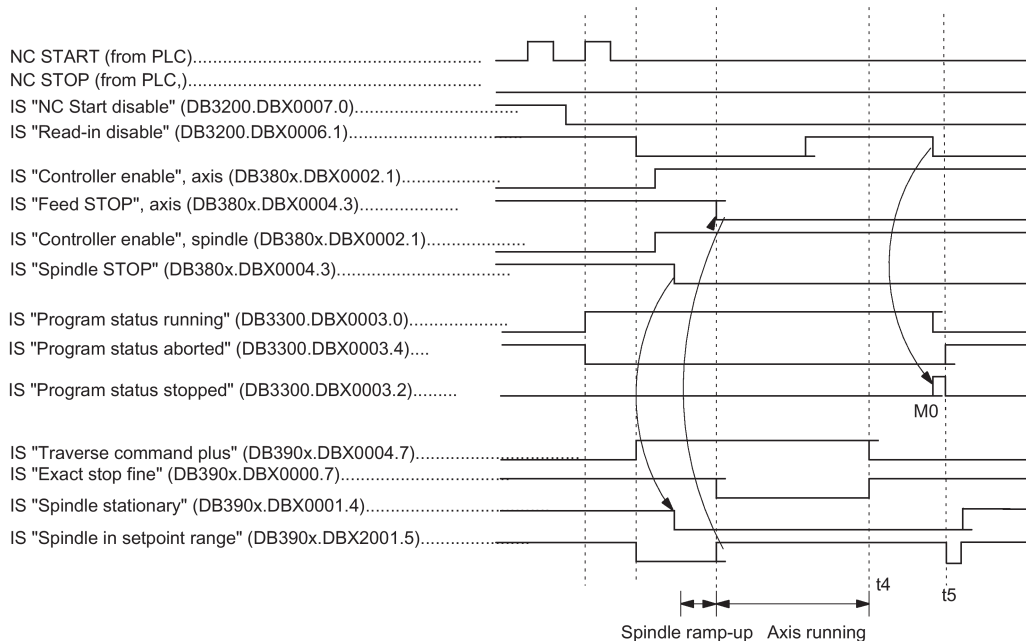 NC START (from PLC)......................................................
NC STOP (from PLC,).......................................................
IS "NC Start disable" (DB3200.DBX0007.0)...............................
IS "Read-in disable" (DB3200.DBX0006.1).................................
IS "Controller enable", axis (DB380x.DBX0002.1)...................
IS "Feed STOP", axis (DB380x.DBX0004.3).....................
IS "Controller enable", spindle (DB380x.DBX0002.1)...................
IS "Spindle STOP" (DB380x.DBX0004.3)..................................
IS "Program status running" (DB3300.DBX0003.0)...................
IS "Program status aborted" (DB3300.DBX0003.4)....
IS "Program status stopped" (DB3300.DBX0003.2).........
M0
IS "Traverse command plus" (DB390x.DBX0004.7)..................................
IS "Exact stop fine" (DB390x.DBX0000.7)..................................
IS "Spindle stationary" (DB390x.DBX0001.4)............................
IS "Spindle in setpoint range" (DB390x.DBX2001.5).....................
t4
t5
Spindle ramp-up Axis running